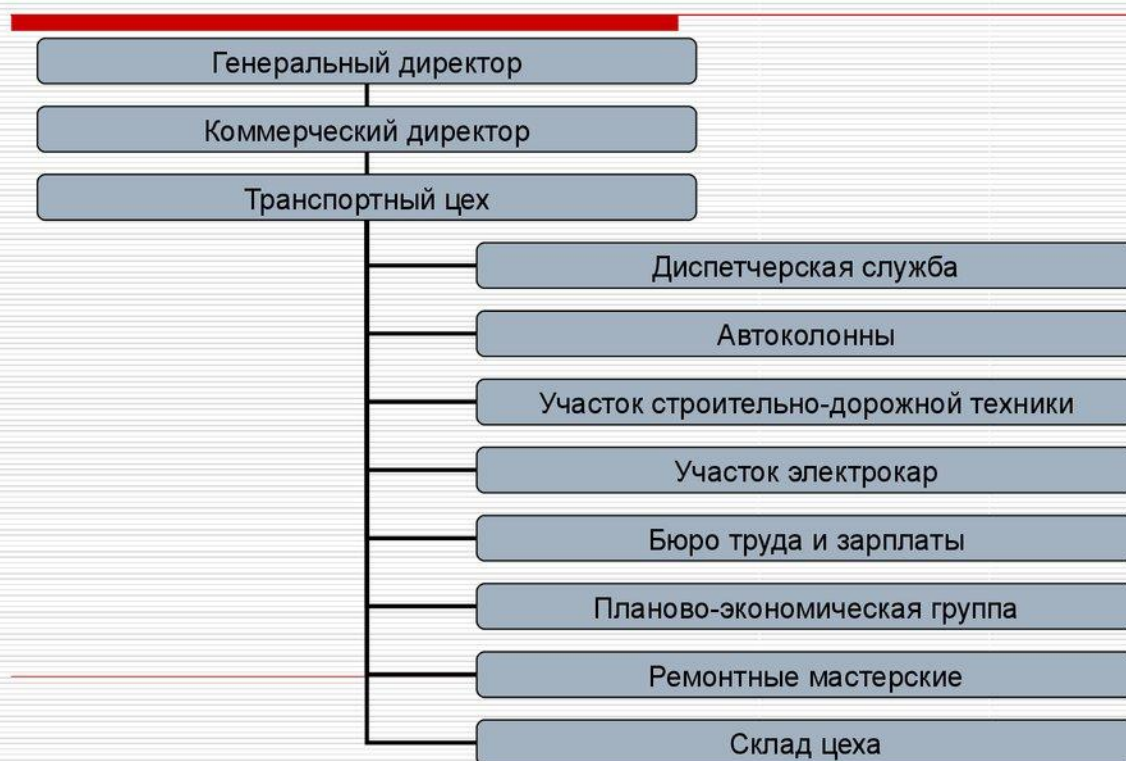 Генеральный директор
Коммерческий директор
Транспортный цех
Диспетчерская служба
Автоколонны
Участок строительно-дорожной техники
Участок электрокар
Бюро труда и зарплаты
Планово-экономическая группа
Ремонтные мастерские
Склад цеха